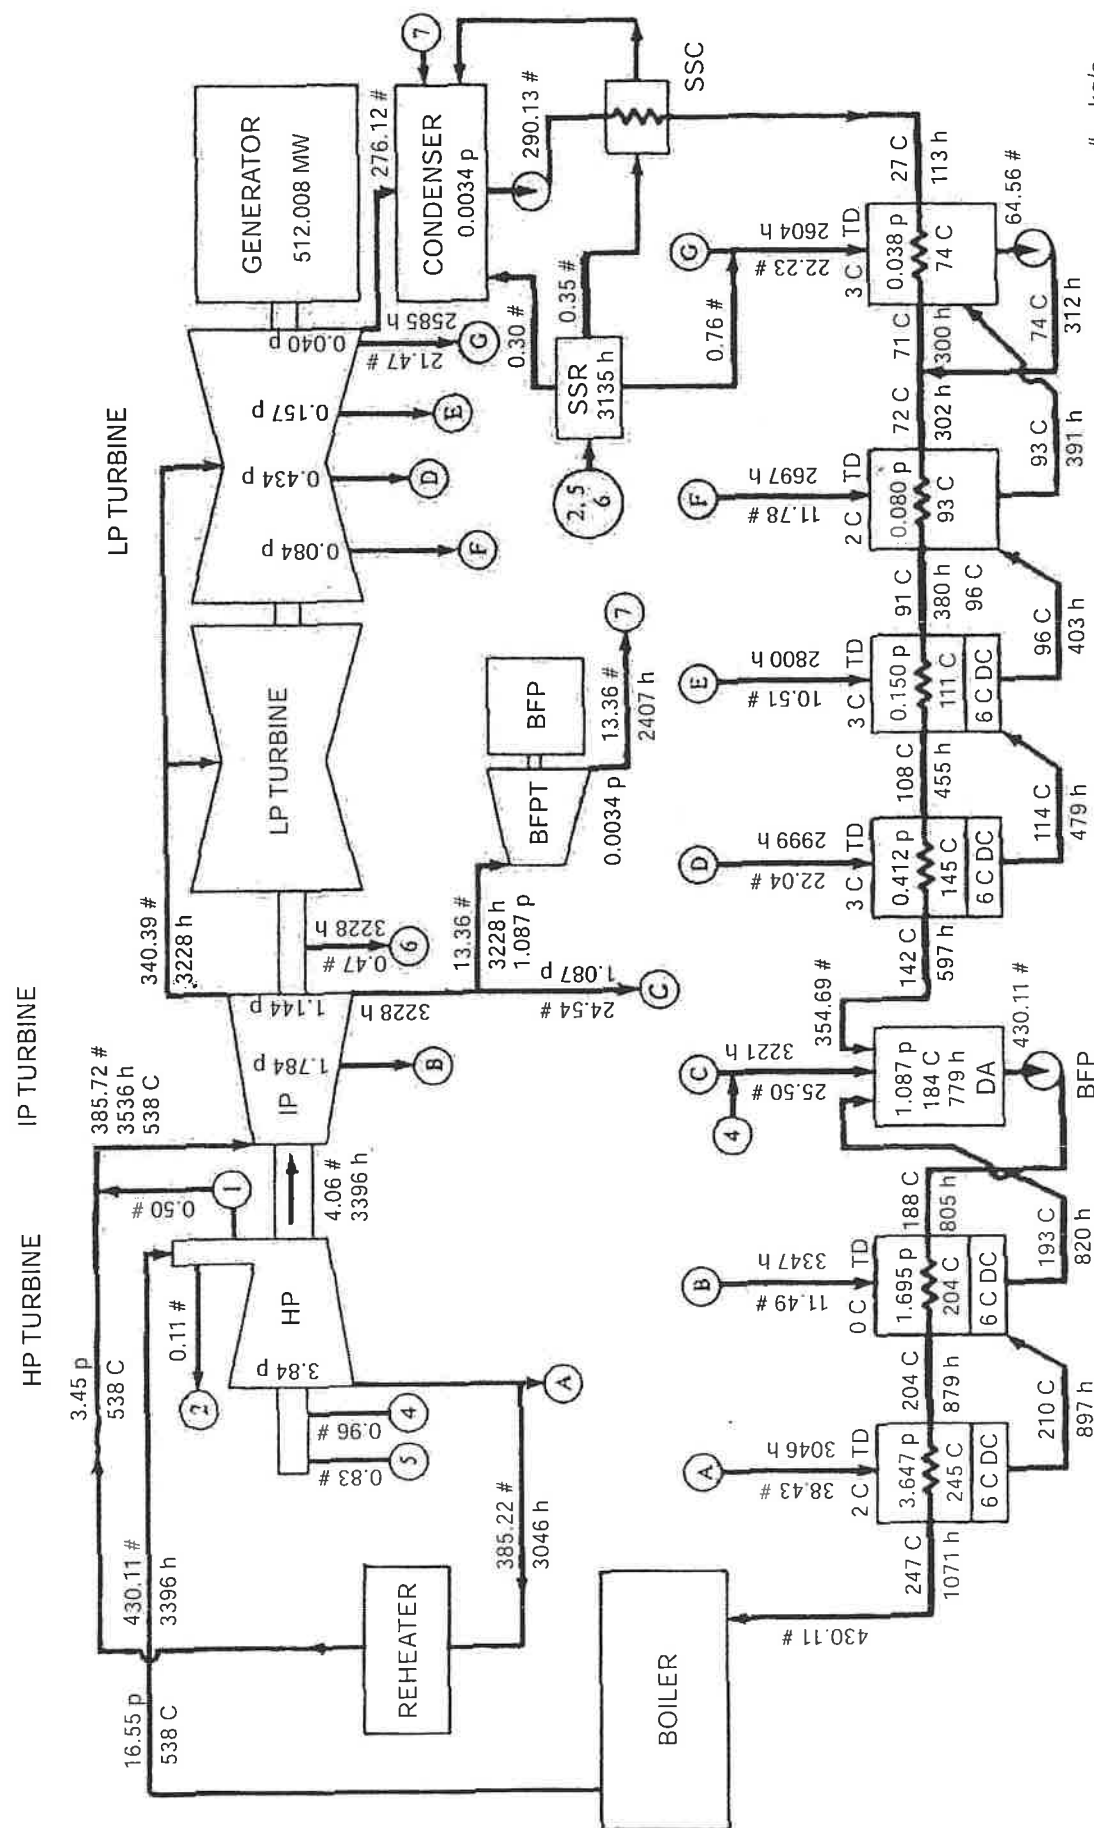 HP TURBINE
IP TURBINE
LP TURBINE
16.55 p
538 C
430.11 #
3396 h
3.45 p
538 C
0.11 #
2
0.50 #
1
385.72 #
3536 h
538 C
4.06 #
3396 h
HP
3.84 p
5
0.83 #
4
0.96 #
A
385.22 #
3046 h
REHEATER
BOILER
IP
1.784 p
1.144 p
B
340.39 #
3228 h
3228 h
0.47 #
3228 h
6
13.36 #
3228 h
1.087 p
24.54 #
1.087 p
C
LP TURBINE
BFPT
BFP
0.0034 p
13.36 #
2407 h
7
0.084 p
0.434 p
0.157 p
0.040 p
F
D
E
21.47 #
2585 h
G
GENERATOR
512.008 MW
276.12 #
CONDENSER
0.0034 p
7
290.13 #
SSC
2, 5
6
SSR
3135 h
0.30 #
0.35 #
0.76 #
430.11 #
247 C
1071 h
A
38.43 #
3046 h
2 C TD
3.647 p
245 C
6 C DC
210 C
897 h
204 C
879 h
B
11.49 #
3347 h
0 C TD
1.695 p
204 C
6 C DC
193 C
820 h
188 C
805 h
BFP
4
C
25.50 #
3221 h
1.087 p
184 C
779 h
DA
430.11 #
354.69 #
142 C
597 h
D
22.04 #
2999 h
3 C TD
0.412 p
145 C
6 C DC
114 C
479 h
108 C
455 h
E
10.51 #
2800 h
3 C TD
0.150 p
111 C
6 C DC
96 C
403 h
91 C
380 h
96 C
F
11.78 #
2697 h
2 C TD
0.080 p
93 C
93 C
391 h
72 C
302 h
71 C
300 h
74 C
312 h
G
22.23 #
2604 h
3 C TD
0.038 p
74 C
64.56 #
27 C
113 h